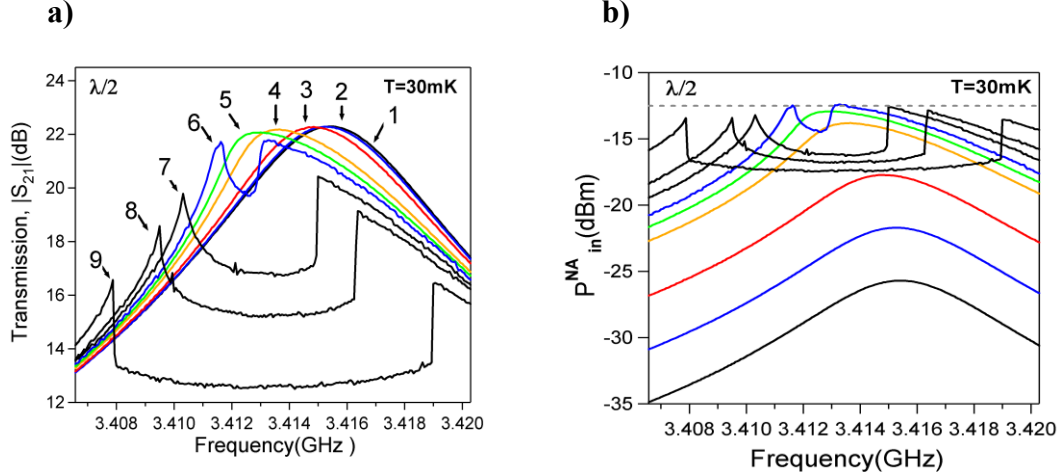 a)
b)
λ/2
T=30mK
1
2
3
4
5
6
7
8
9
24
22
20
18
16
14
12
Transmission, |S21|(dB)
3.408 3.410 3.412 3.414 3.416 3.418 3.420
Frequency(GHz )
λ/2
T=30mK
-10
-15
-20
-25
-30
-35
P^NA_in(dBm)
3.408 3.410 3.412 3.414 3.416 3.418 3.420
Frequency(GHz)